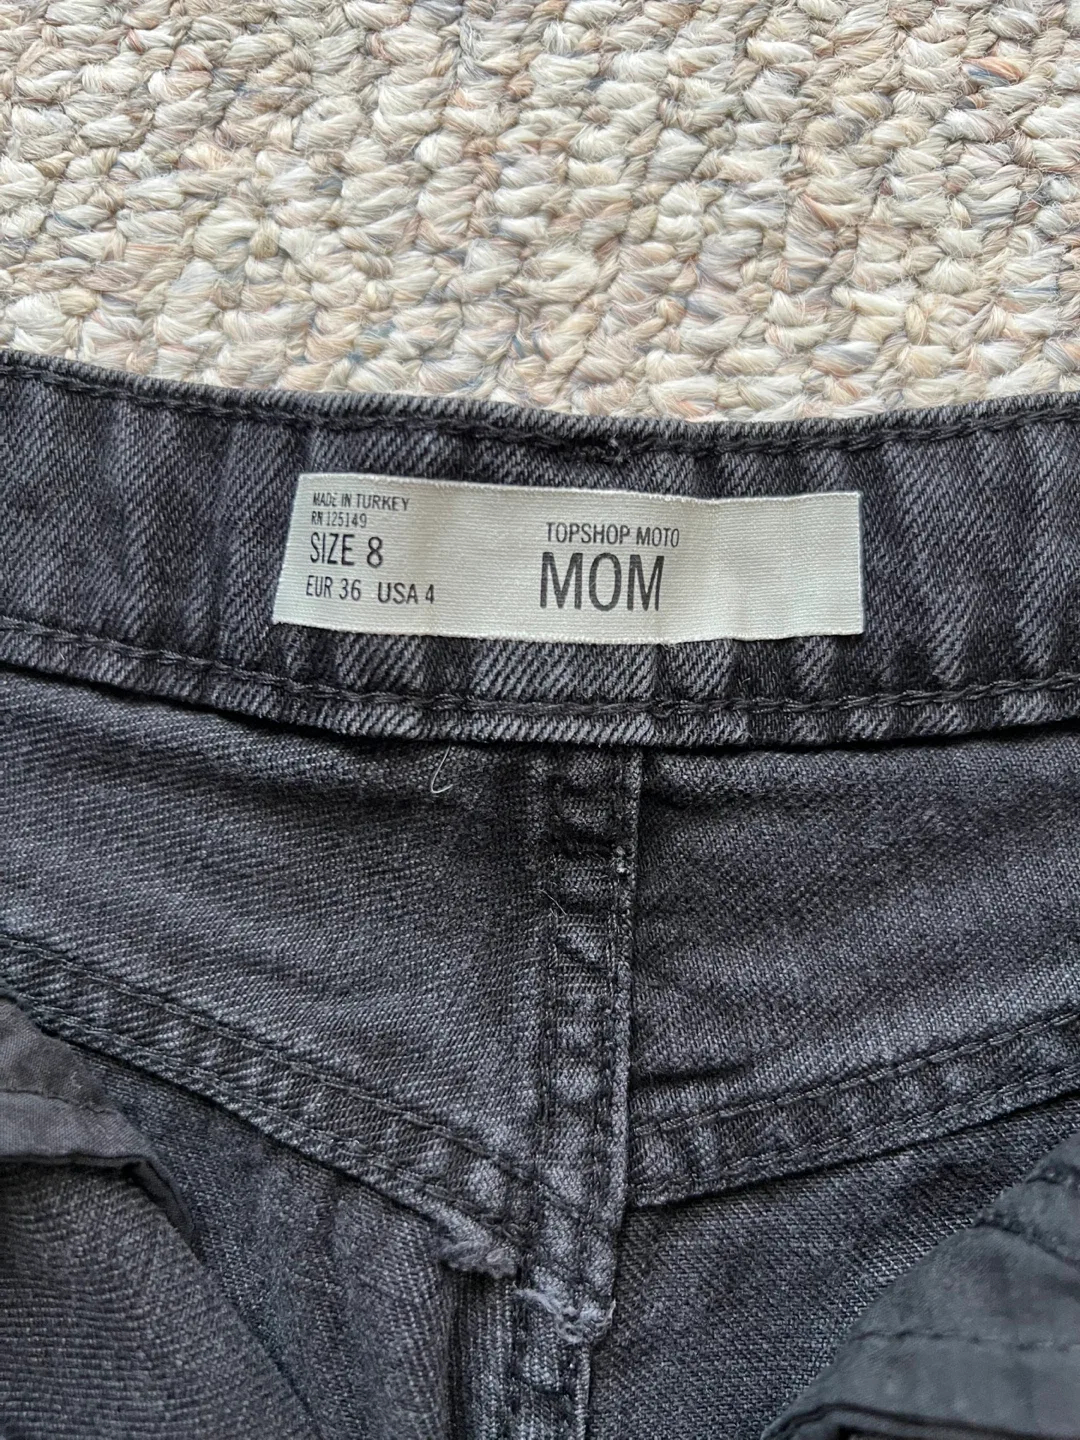 MADE IN TURKEY
RN 125149
SIZE 8
EUR 36 USA 4
TOPSHOP MOTO
MOM